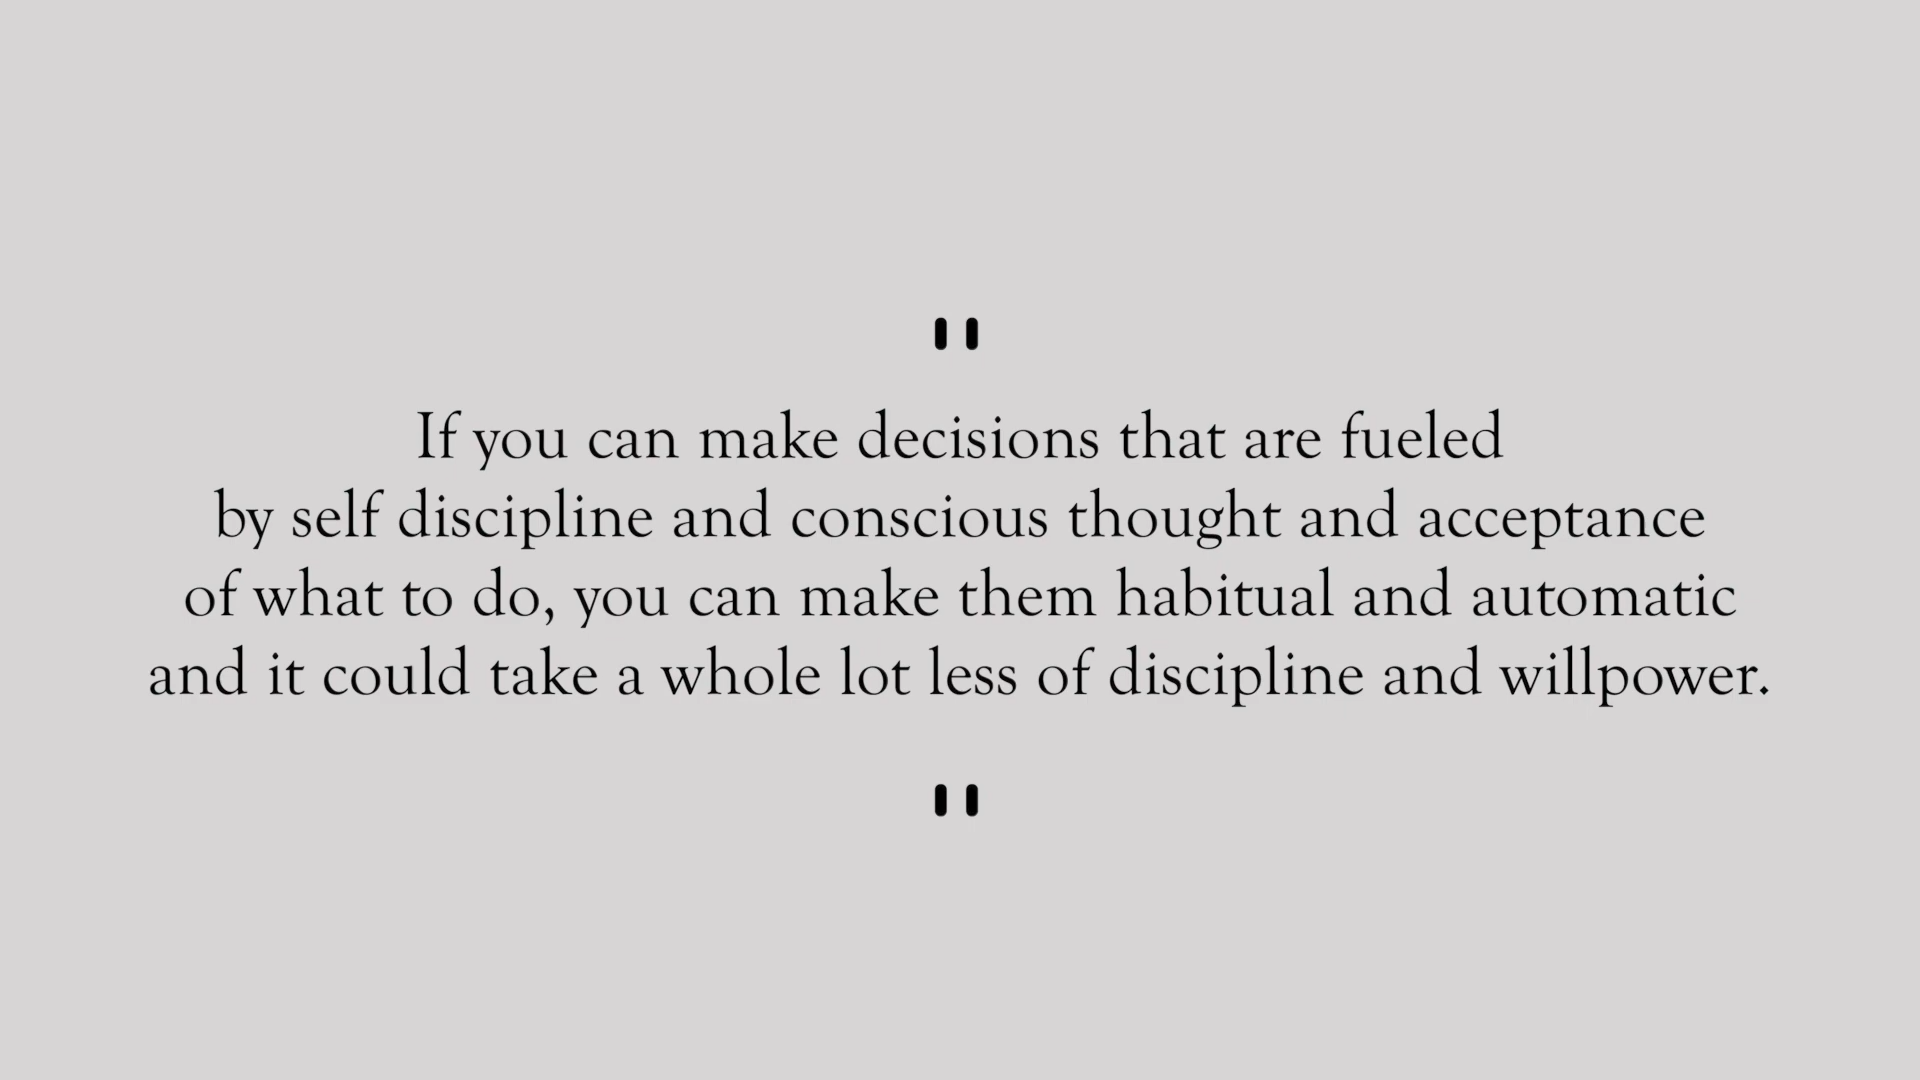 "
If you can make decisions that are fueled
by self discipline and conscious thought and acceptance
of what to do, you can make them habitual and automatic
and it could take a whole lot less of discipline and willpower.
"